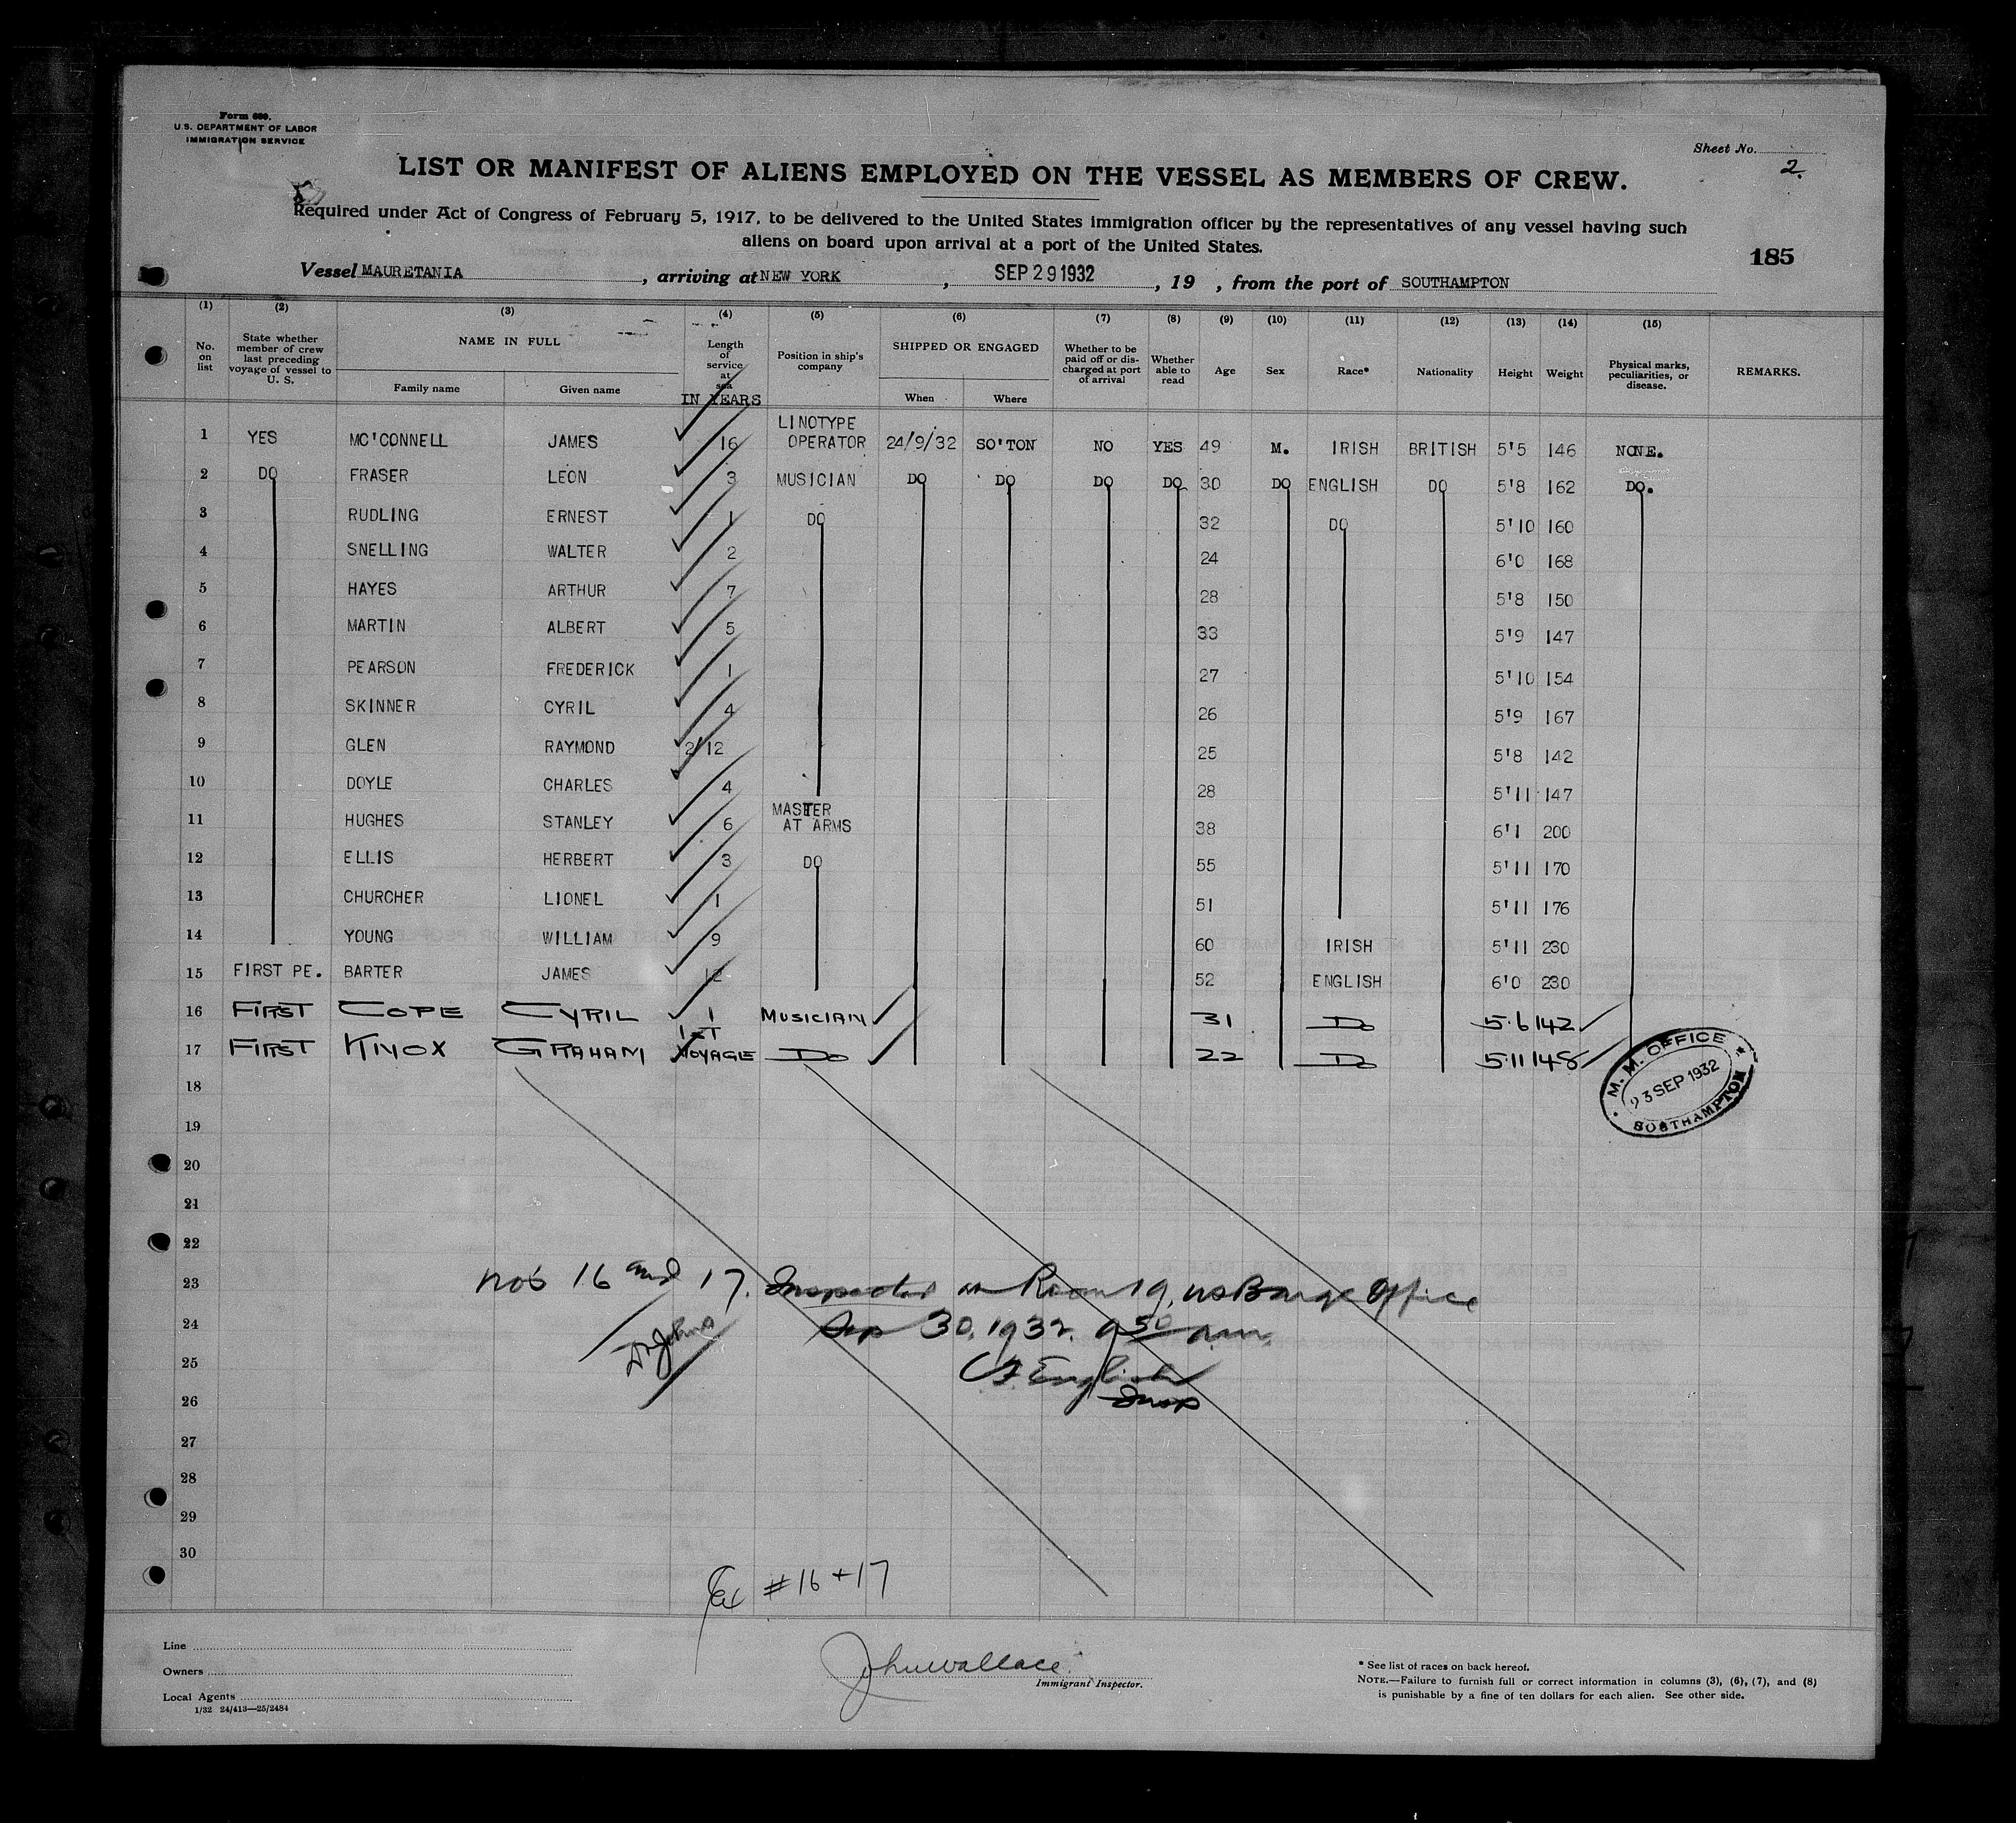 Form 680.
U.S. DEPARTMENT OF LABOR
IMMIGRATION SERVICE
Sheet No. 2.
LIST OR MANIFEST OF ALIENS EMPLOYED ON THE VESSEL AS MEMBERS OF CREW.
Required under Act of Congress of February 5, 1917, to be delivered to the United States immigration officer by the representatives of any vessel having such
aliens on board upon arrival at a port of the United States.
185
Vessel MAURETANIA, arriving at NEW YORK, SEP 29 1932, 19 , from the port of SOUTHAMPTON
(1) (2) (3) (4) (5) (6) (7) (8) (9) (10) (11) (12) (13) (14) (15)
No. on list
State whether member of crew last preceding voyage of vessel to U. S.
NAME IN FULL
Family name
Given name
Length of service at sea
IN YEARS
Position in ship's company
SHIPPED OR ENGAGED
When
Where
Whether to be paid off or discharged at port of arrival
Whether able to read
Age
Sex
Race*
Nationality
Height
Weight
Physical marks, peculiarities, or disease.
REMARKS.
1 YES MC'CONNELL JAMES 16 LINOTYPE OPERATOR 24/9/32 SO'TON NO YES 49 M. IRISH BRITISH 5'5 146 NONE.
2 DO FRASER LEON 3 MUSICIAN DO DO DO DO 30 DO ENGLISH DO 5'8 162 DO.
3 RUDLING ERNEST 1 DO 32 DO 5'10 160
4 SNELLING WALTER 2 24 6'0 168
5 HAYES ARTHUR 7 28 5'8 150
6 MARTIN ALBERT 5 33 5'9 147
7 PEARSON FREDERICK 1 27 5'10 154
8 SKINNER CYRIL 4 26 5'9 167
9 GLEN RAYMOND 2/12 25 5'8 142
10 DOYLE CHARLES 4 28 5'11 147
11 HUGHES STANLEY 6 MASTER AT ARMS 38 6'1 200
12 ELLIS HERBERT 3 DO 55 5'11 170
13 CHURCHER LIONEL 1 51 5'11 176
14 YOUNG WILLIAM 9 60 IRISH 5'11 230
15 FIRST PE. BARTER JAMES 12 52 ENGLISH 6'0 230
16 FIRST COPE CYRIL 1 MUSICIAN 31 DO 5.6 142
17 FIRST KNOX GRAHAM 1ST VOYAGE DO 22 DO 5.11 148
M. M. OFFICE
23 SEP 1932
SOUTHAMPTON
18
19
20
21
22
23 Nos 16 and 17. Inspected in Room 19, US Barge Office
24 Sep 30, 1932. 9 50 am.
25 English
26 Insp
27
28
29
30
#16 + 17
Line
Owners
Local Agents
1/32 24/413—25/2484
John Wallace
Immigrant Inspector.
* See list of races on back hereof.
NOTE.—Failure to furnish full or correct information in columns (3), (6), (7), and (8)
is punishable by a fine of ten dollars for each alien. See other side.